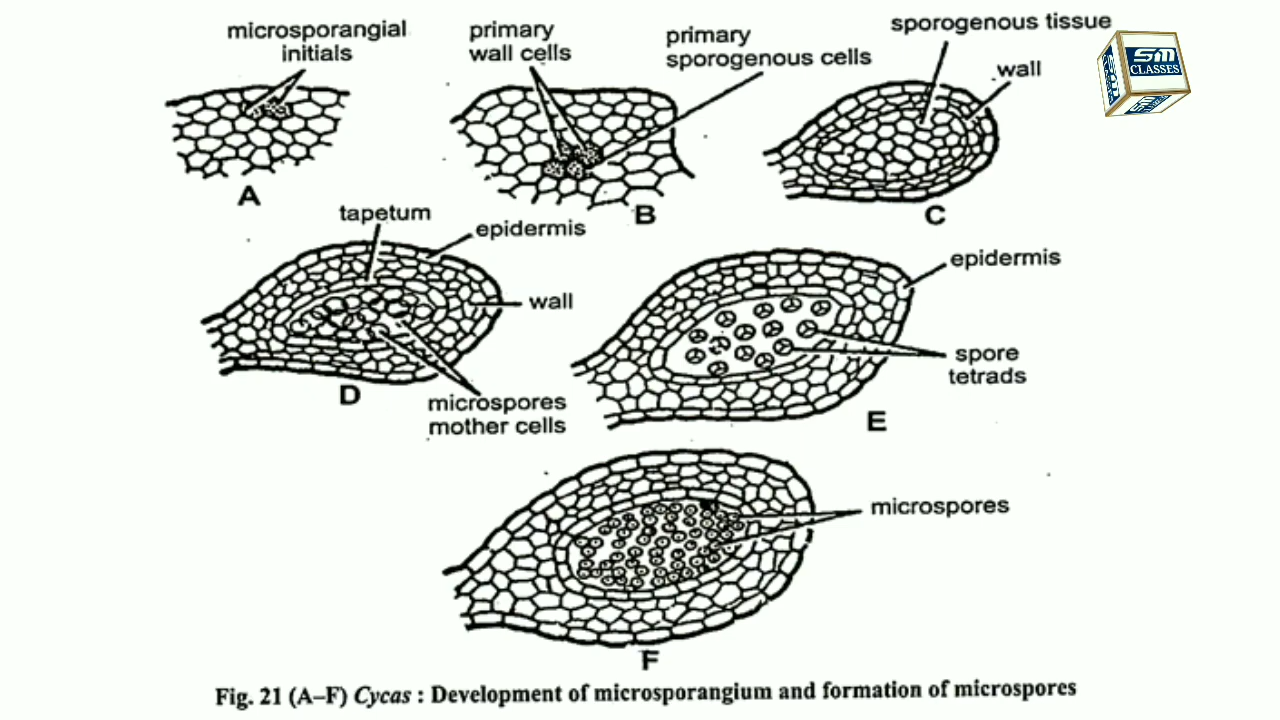 microsporangial
initials
primary
wall cells
primary
sporogenous cells
sporogenous tissue
wall
SM
CLASSES
A
B
C
tapetum
epidermis
wall
microspores
mother cells
D
epidermis
spore
tetrads
E
microspores
F
Fig. 21 (A–F) Cycas : Development of microsporangium and formation of microspores